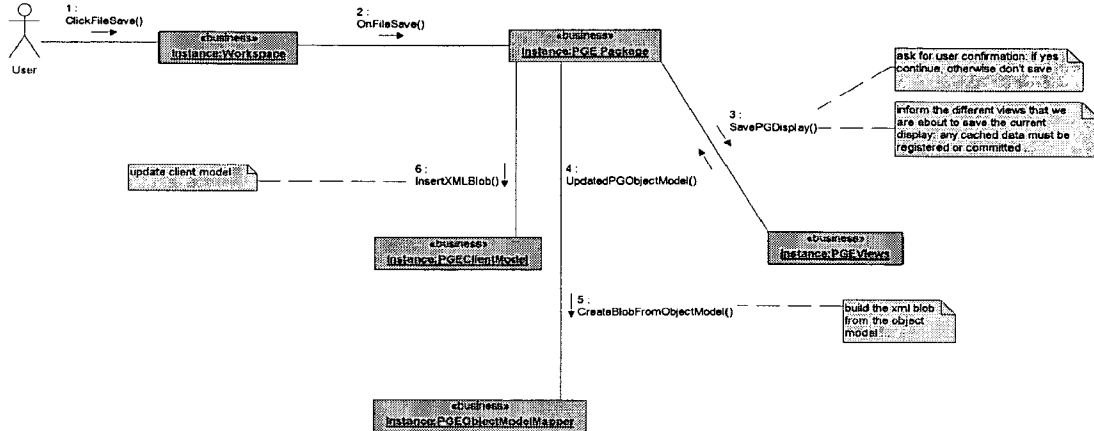 1 :
ClickFileSave()
User
«business»
Instance:Workspace
2 :
OnFileSave()
«business»
Instance:PGE Package
ask for user confirmation: if yes
continue, otherwise don't save
inform the different views that we
are about to save the current
display: any cached data must be
registered or committed ...
3 :
SavePGDisplay()
update client model
6 :
InsertXMLBlob()
4 :
UpdatedPGObjectModel()
«business»
Instance:PGEClientModel
«business»
Instance:PGEViews
5 :
CreateBlobFromObjectModel()
build the xml blob
from the object
model ...
«business»
Instance:PGEObjectModelMapper